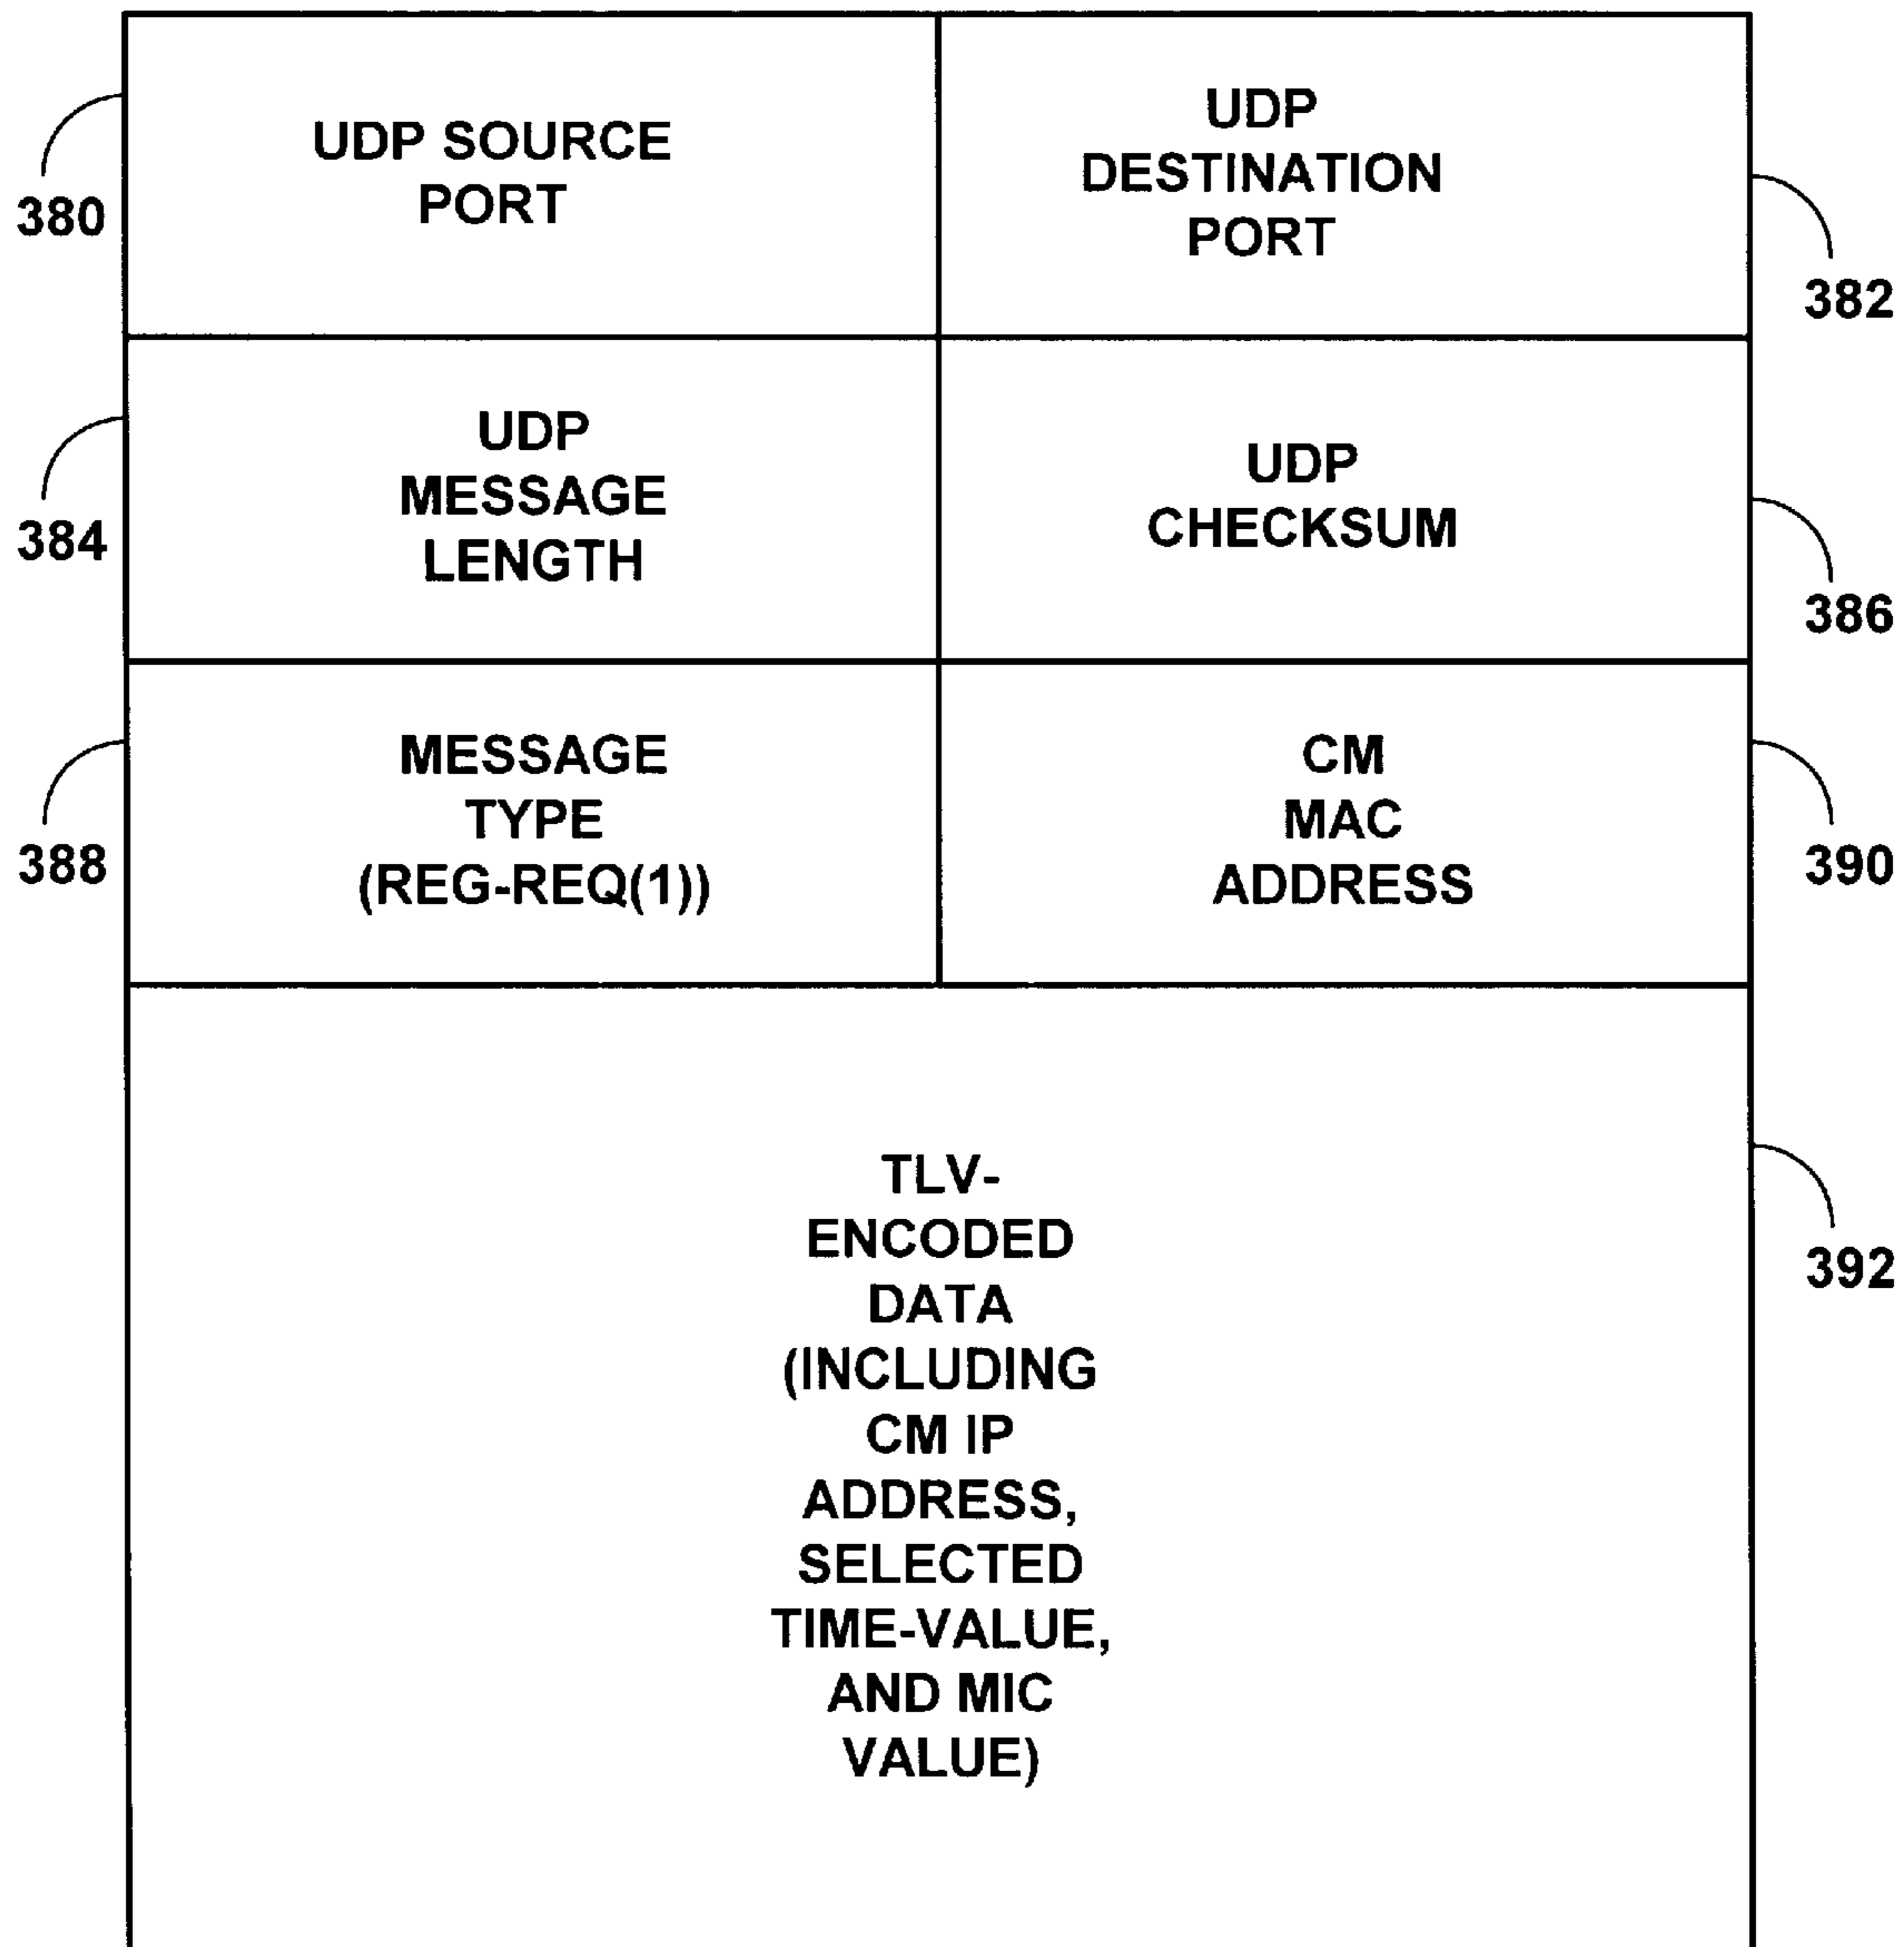 UDP SOURCE
PORT
380
UDP
DESTINATION
PORT
382
UDP
MESSAGE
LENGTH
384
UDP
CHECKSUM
386
MESSAGE
TYPE
(REG-REQ(1))
388
CM
MAC
ADDRESS
390
TLV-
ENCODED
DATA
(INCLUDING
CM IP
ADDRESS,
SELECTED
TIME-VALUE,
AND MIC
VALUE)
392